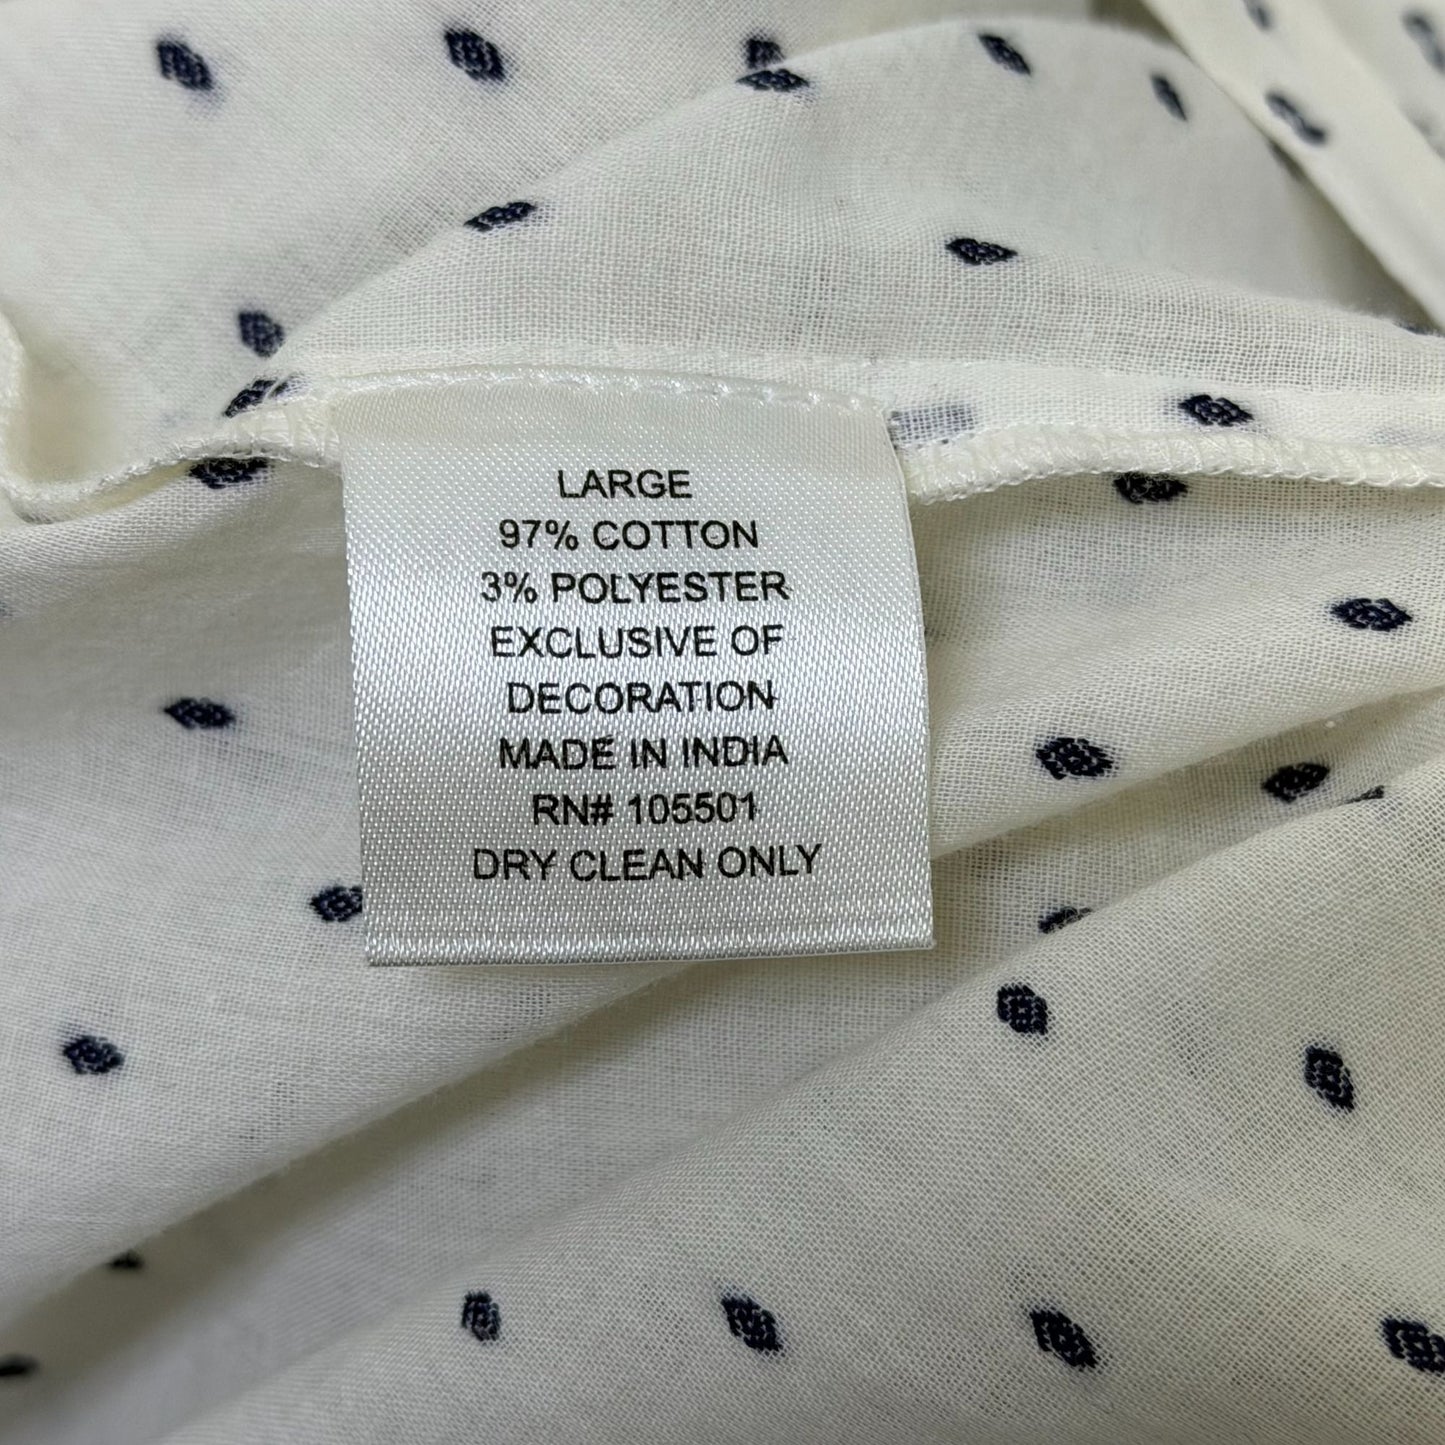 LARGE
97% COTTON
3% POLYESTER
EXCLUSIVE OF
DECORATION
MADE IN INDIA
RN# 105501
DRY CLEAN ONLY